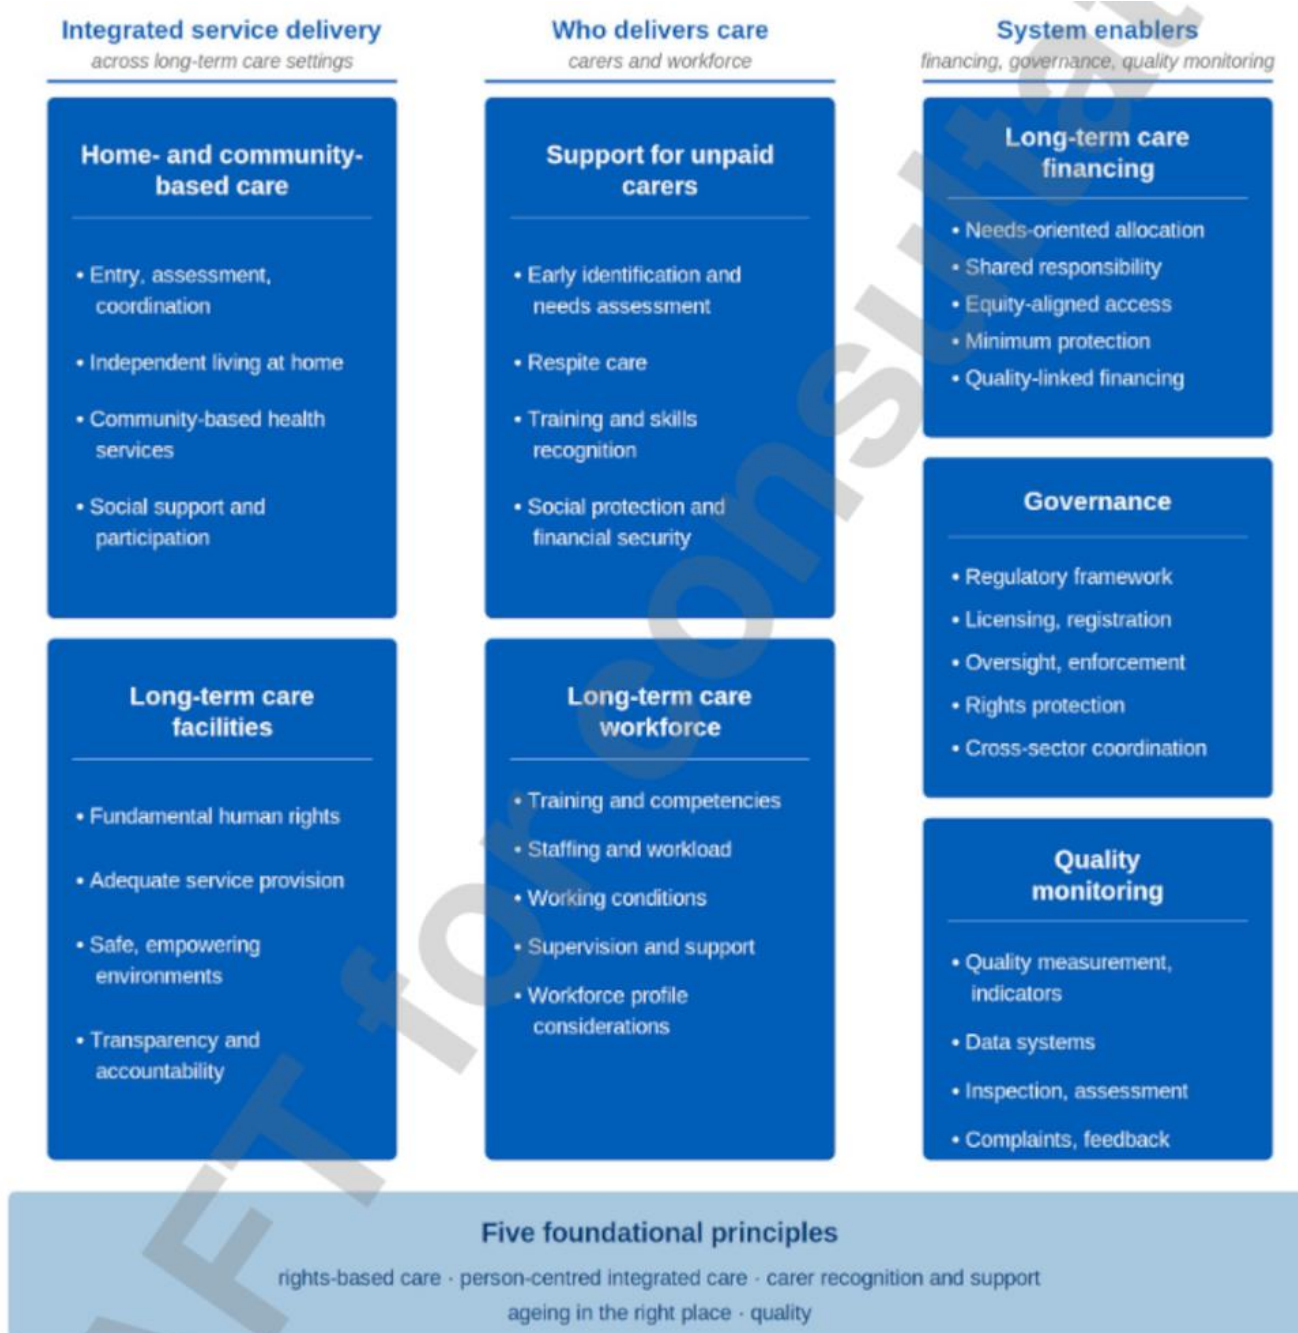 Integrated service delivery
across long-term care settings
Home- and community-
based care
• Entry, assessment,
coordination
• Independent living at home
• Community-based health
services
• Social support and
participation
Long-term care
facilities
• Fundamental human rights
• Adequate service provision
• Safe, empowering
environments
• Transparency and
accountability
Who delivers care
carers and workforce
Support for unpaid
carers
• Early identification and
needs assessment
• Respite care
• Training and skills
recognition
• Social protection and
financial security
Long-term care
workforce
• Training and competencies
• Staffing and workload
• Working conditions
• Supervision and support
• Workforce profile
considerations
System enablers
financing, governance, quality monitoring
Long-term care
financing
• Needs-oriented allocation
• Shared responsibility
• Equity-aligned access
• Minimum protection
• Quality-linked financing
Governance
• Regulatory framework
• Licensing, registration
• Oversight, enforcement
• Rights protection
• Cross-sector coordination
Quality
monitoring
• Quality measurement,
indicators
• Data systems
• Inspection, assessment
• Complaints, feedback
Five foundational principles
rights-based care · person-centred integrated care · carer recognition and support
ageing in the right place · quality
for